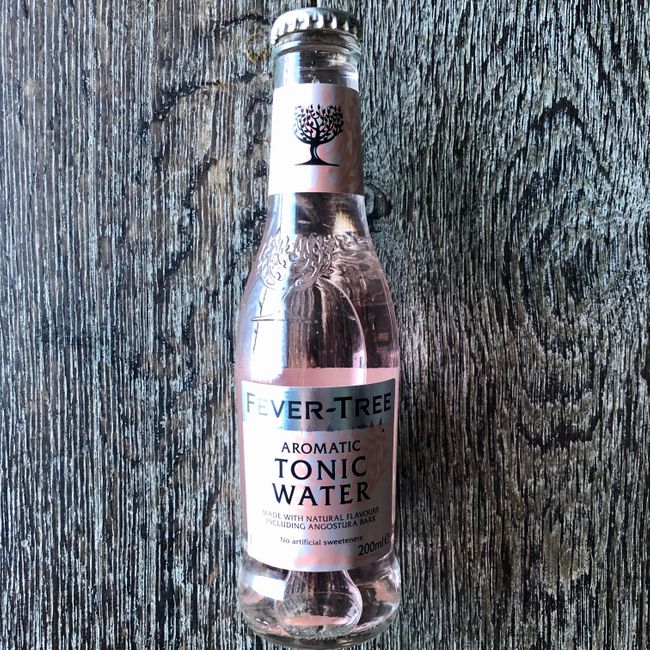 FEVER-TREE
AROMATIC
TONIC
WATER
MADE WITH NATURAL FLAVOURS
INCLUDING ANGOSTURA BARK
No artificial sweeteners
200ml e